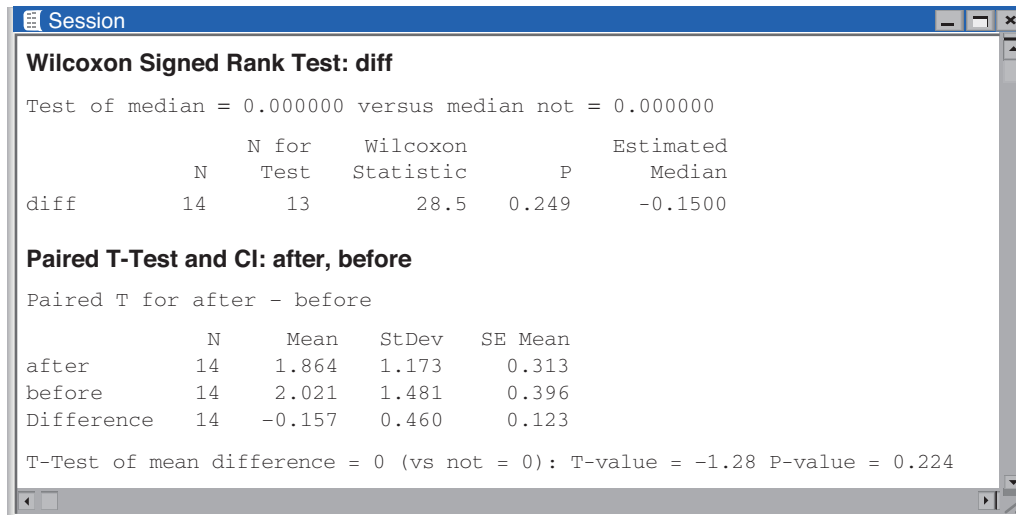 Session
Wilcoxon Signed Rank Test: diff
Test of median = 0.000000 versus median not = 0.000000
N for Wilcoxon Estimated
N Test Statistic P Median
diff 14 13 28.5 0.249 -0.1500
Paired T-Test and CI: after, before
Paired T for after - before
N Mean StDev SE Mean
after 14 1.864 1.173 0.313
before 14 2.021 1.481 0.396
Difference 14 -0.157 0.460 0.123
T-Test of mean difference = 0 (vs not = 0): T-value = -1.28 P-value = 0.224